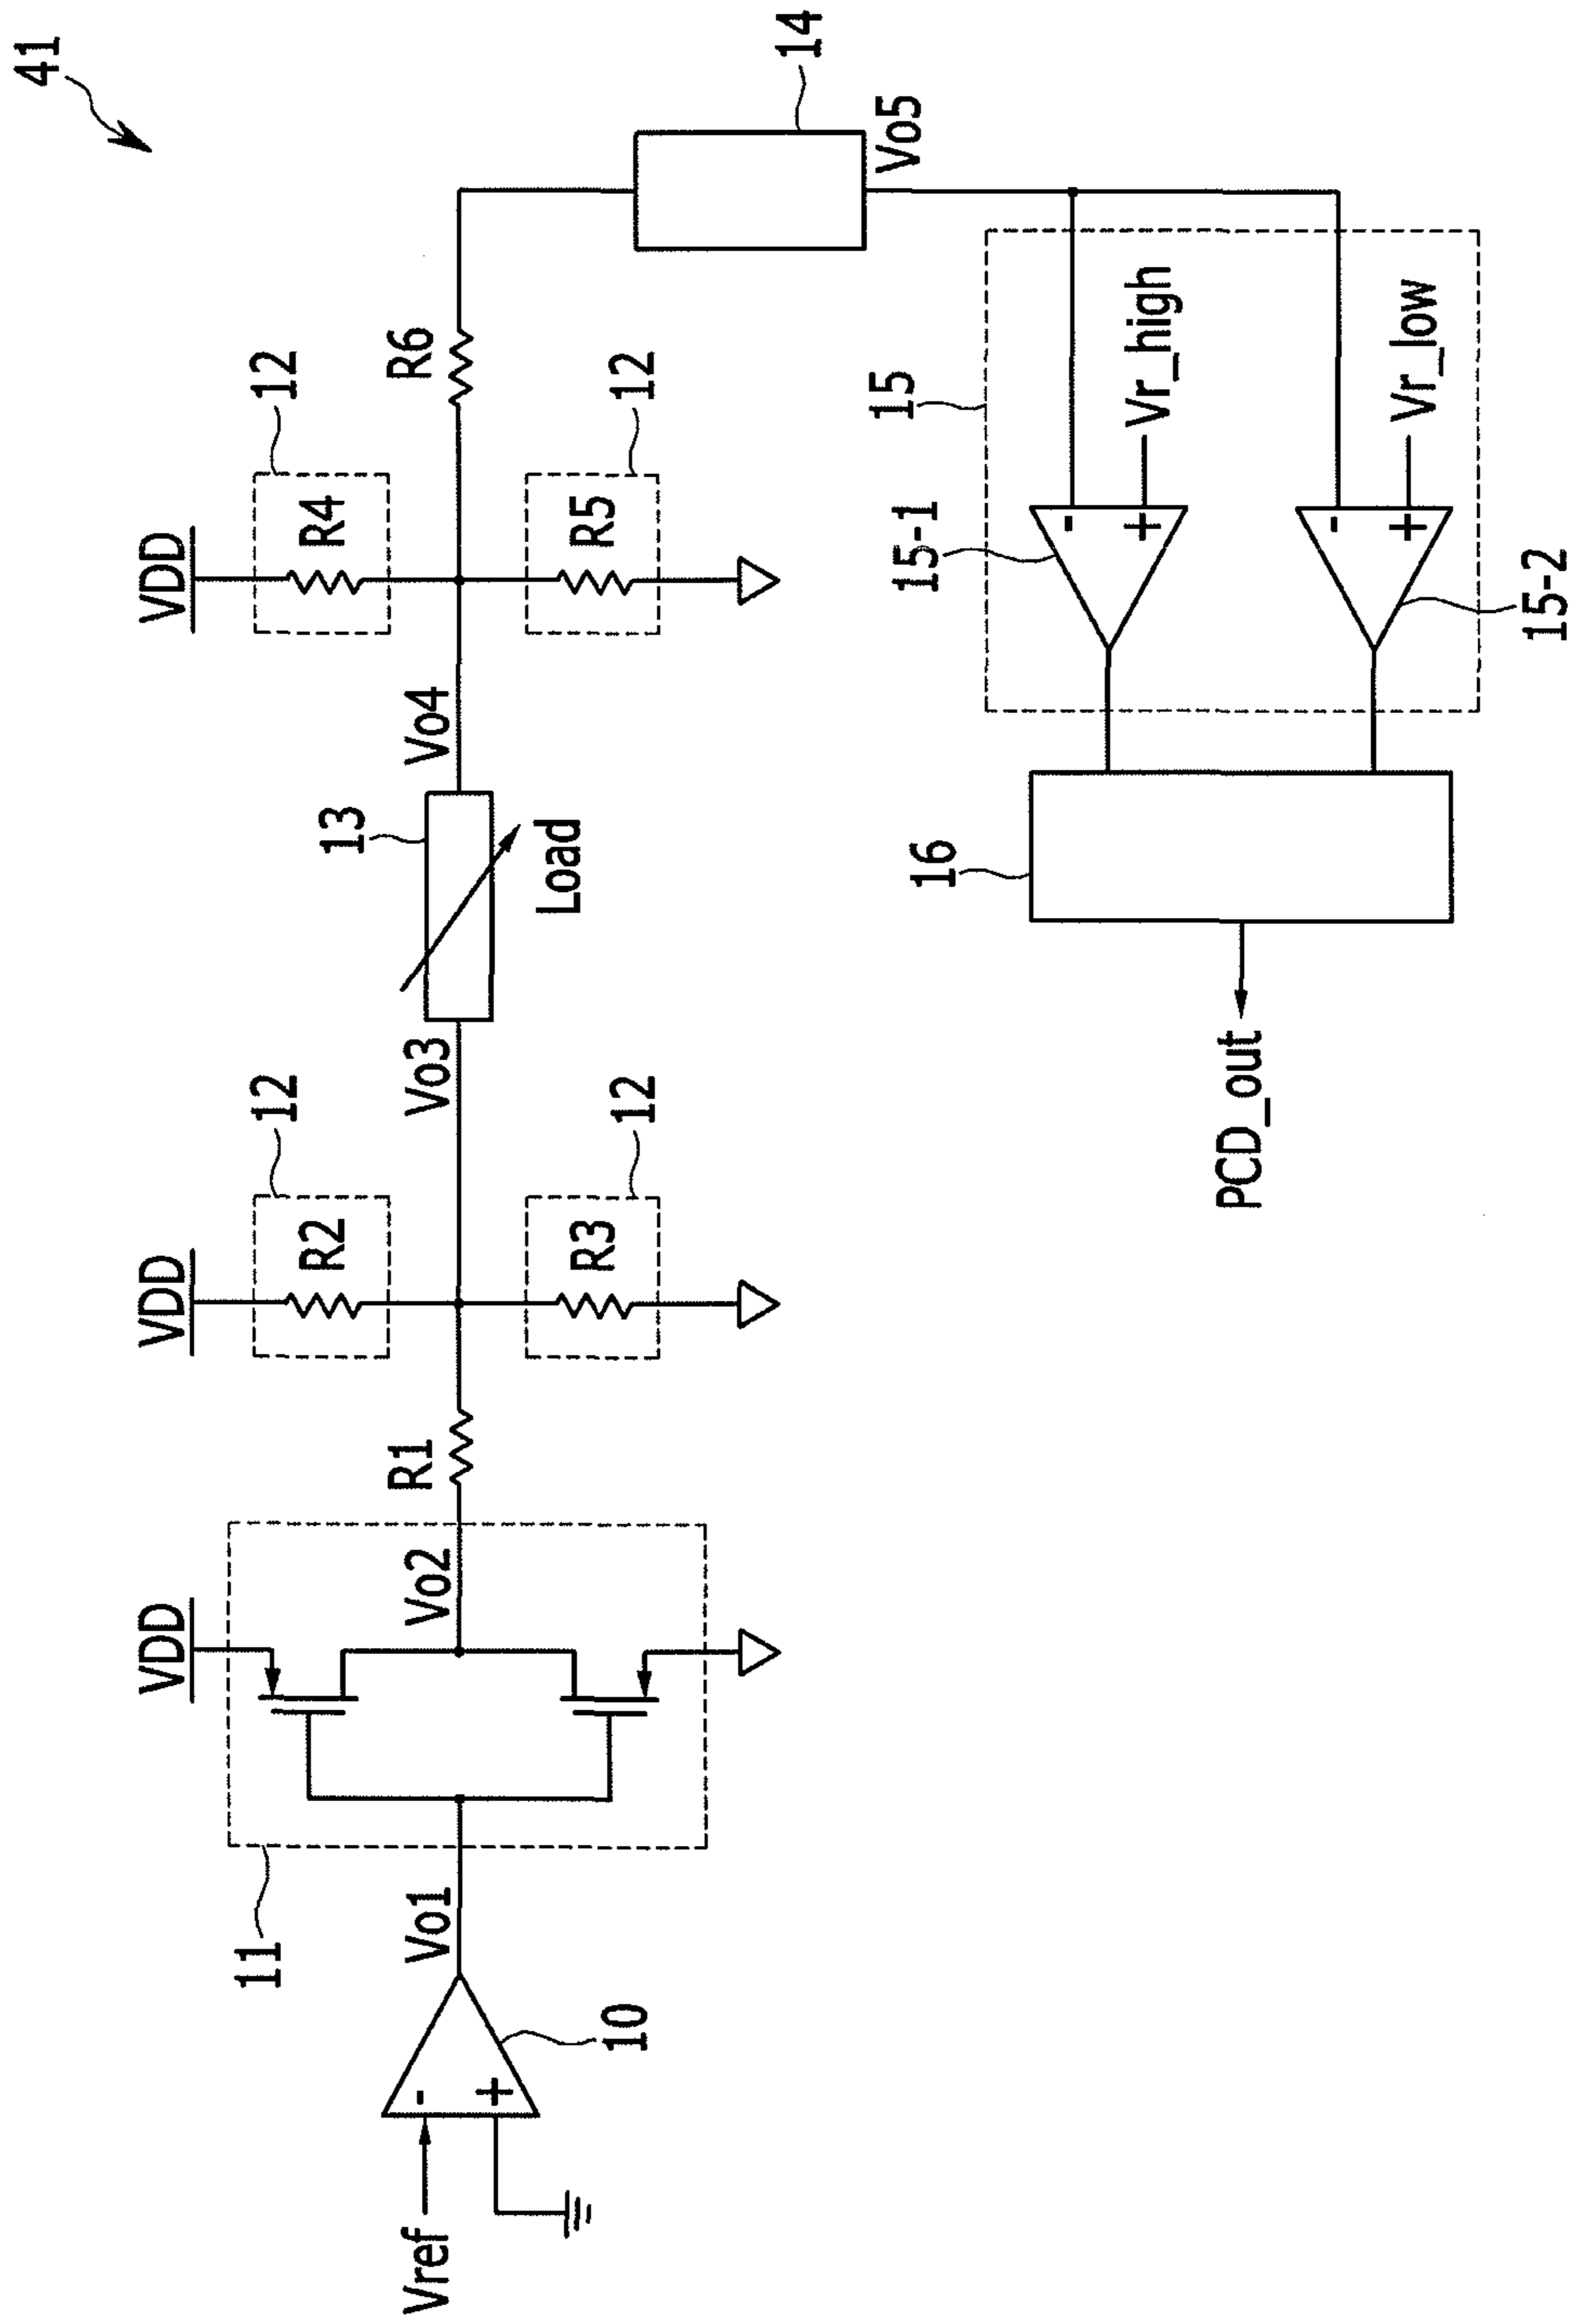 41
VDD
VDD
VDD
11
12
12
13
Load
R2
R4
Vref
-
+
10
Vo1
Vo2
R1
Vo3
Vo4
R6
R3
R5
12
12
14
Vo5
15
15-1
-
+
Vr_high
15-2
-
+
Vr_low
16
PCD_out